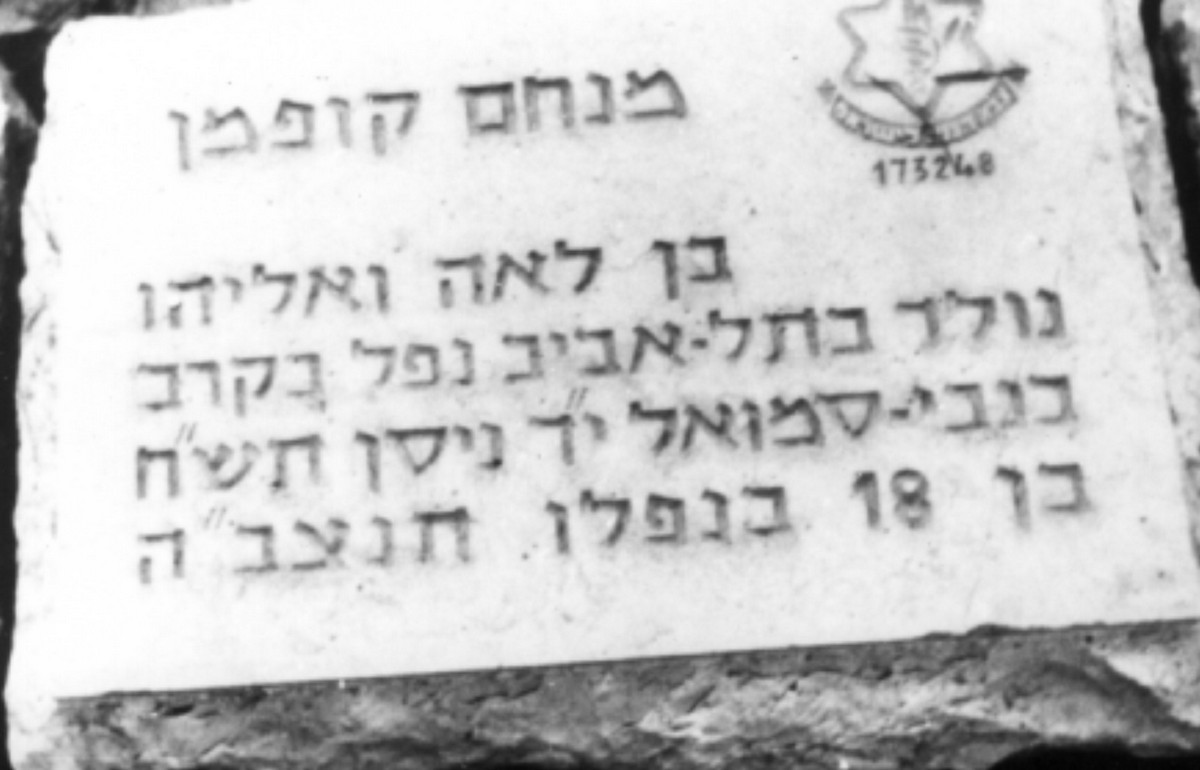 מנחם קופמן
173248
בן לאה ואליהו
נולד בתל-אביב נפל בקרב
בנבי-סמואל י"ד ניסן תש"ח
בן 18 בנפלו תנצב"ה